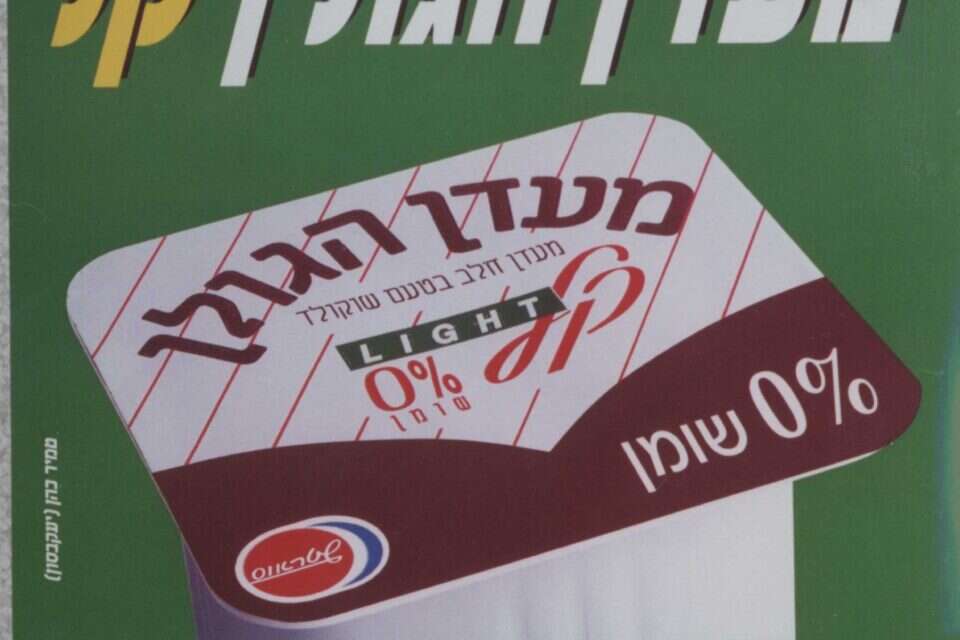 מעדן הגולן קל
מעדן הגולן
מעדן חלב בטעם שוקולד
קל
LIGHT
0%
שומן
0% שומן
שטראוס